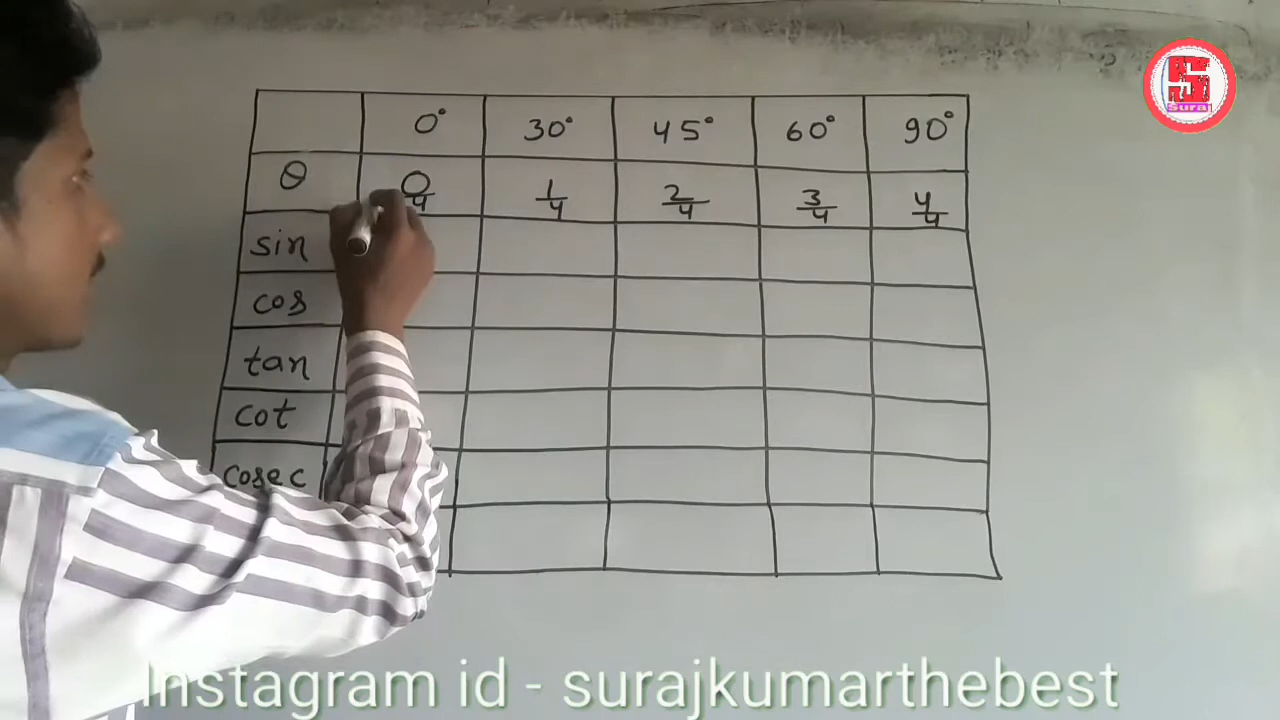 0° 30° 45° 60° 90°
θ 0/4 1/4 2/4 3/4 4/4
sin
cos
tan
cot
cosec
S
Suraj
Instagram id - surajkumarthebest